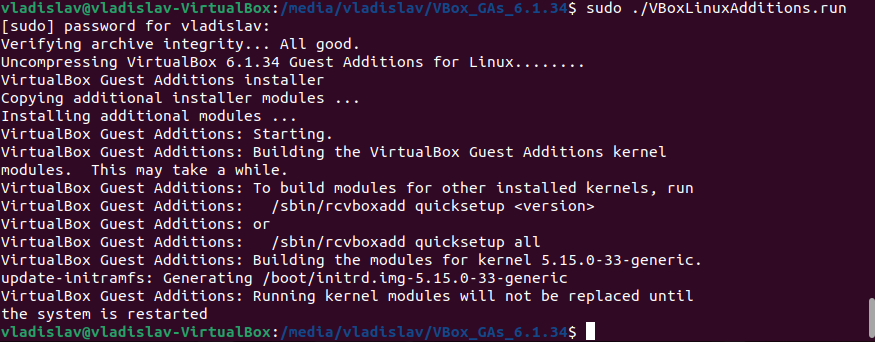 vladislav@vladislav-VirtualBox:/media/vladislav/VBox_GAs_6.1.34$ sudo ./VBoxLinuxAdditions.run
[sudo] password for vladislav:
Verifying archive integrity... All good.
Uncompressing VirtualBox 6.1.34 Guest Additions for Linux........
VirtualBox Guest Additions installer
Copying additional installer modules ...
Installing additional modules ...
VirtualBox Guest Additions: Starting.
VirtualBox Guest Additions: Building the VirtualBox Guest Additions kernel
modules.  This may take a while.
VirtualBox Guest Additions: To build modules for other installed kernels, run
VirtualBox Guest Additions:   /sbin/rcvboxadd quicksetup <version>
VirtualBox Guest Additions: or
VirtualBox Guest Additions:   /sbin/rcvboxadd quicksetup all
VirtualBox Guest Additions: Building the modules for kernel 5.15.0-33-generic.
update-initramfs: Generating /boot/initrd.img-5.15.0-33-generic
VirtualBox Guest Additions: Running kernel modules will not be replaced until
the system is restarted
vladislav@vladislav-VirtualBox:/media/vladislav/VBox_GAs_6.1.34$